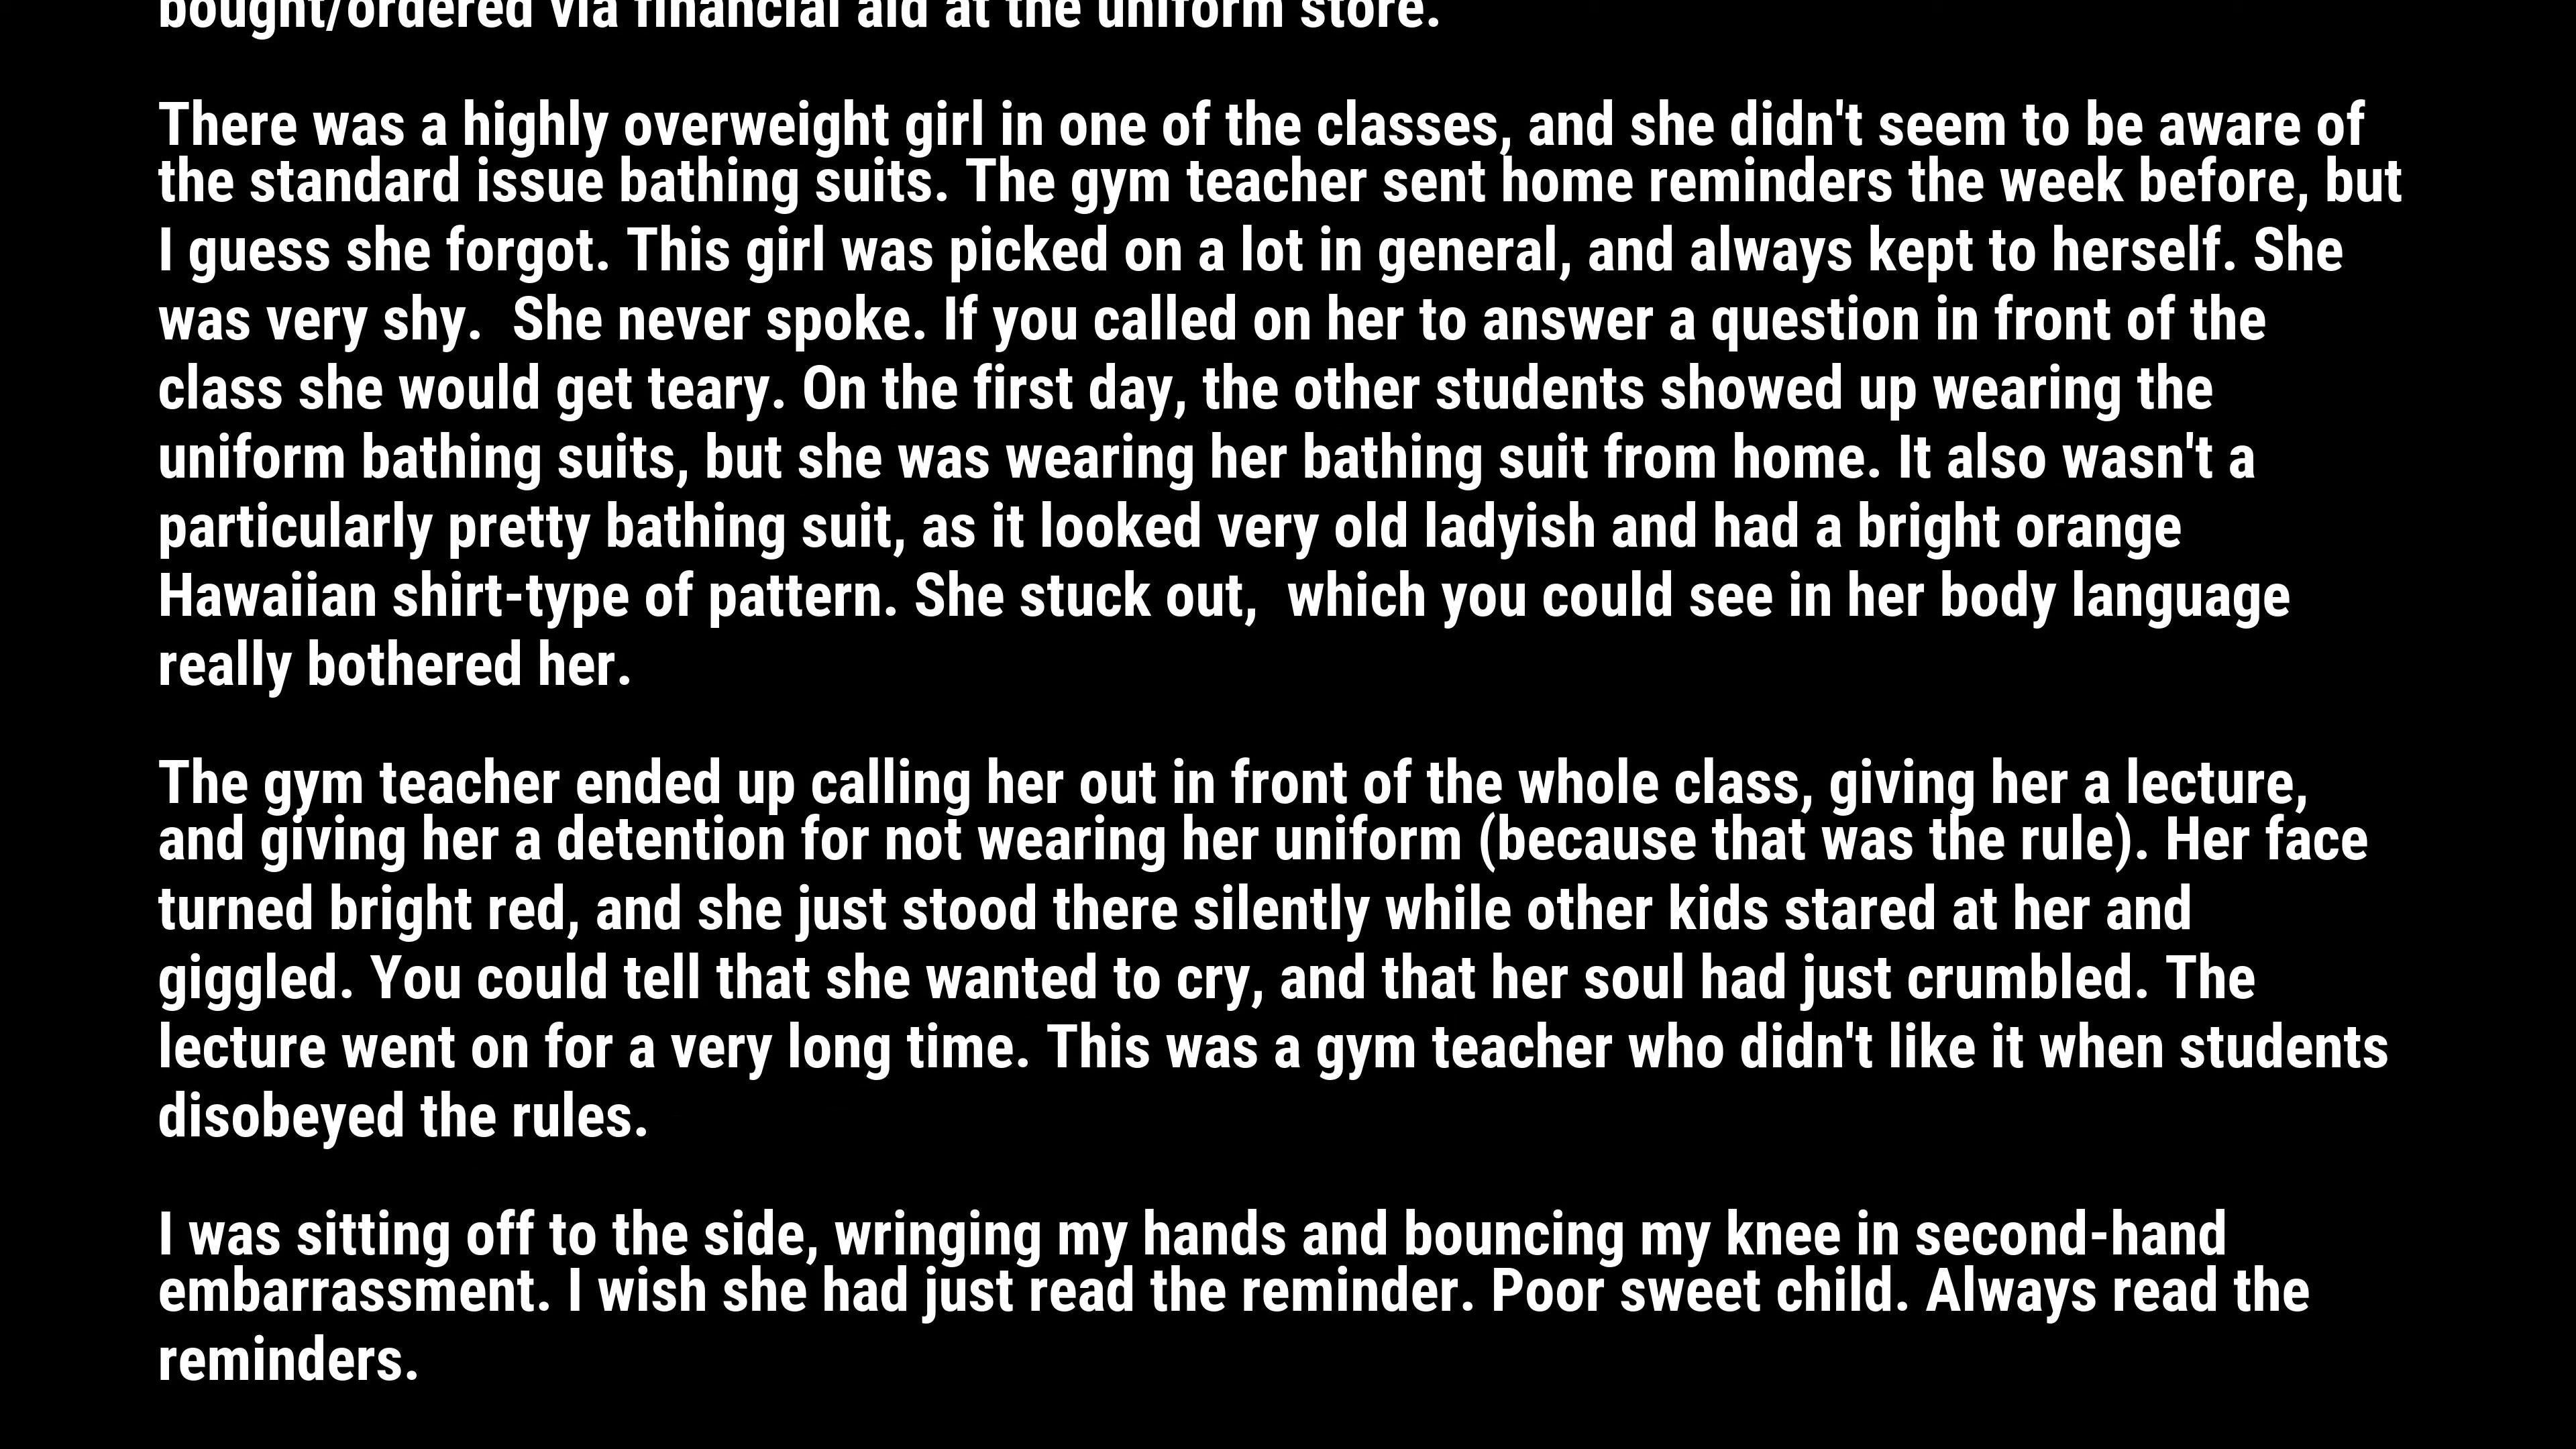 bought/ordered via financial aid at the uniform store.
There was a highly overweight girl in one of the classes, and she didn't seem to be aware of
the standard issue bathing suits. The gym teacher sent home reminders the week before, but
I guess she forgot. This girl was picked on a lot in general, and always kept to herself. She
was very shy.  She never spoke. If you called on her to answer a question in front of the
class she would get teary. On the first day, the other students showed up wearing the
uniform bathing suits, but she was wearing her bathing suit from home. It also wasn't a
particularly pretty bathing suit, as it looked very old ladyish and had a bright orange
Hawaiian shirt-type of pattern. She stuck out,  which you could see in her body language
really bothered her.
The gym teacher ended up calling her out in front of the whole class, giving her a lecture,
and giving her a detention for not wearing her uniform (because that was the rule). Her face
turned bright red, and she just stood there silently while other kids stared at her and
giggled. You could tell that she wanted to cry, and that her soul had just crumbled. The
lecture went on for a very long time. This was a gym teacher who didn't like it when students
disobeyed the rules.
I was sitting off to the side, wringing my hands and bouncing my knee in second-hand
embarrassment. I wish she had just read the reminder. Poor sweet child. Always read the
reminders.